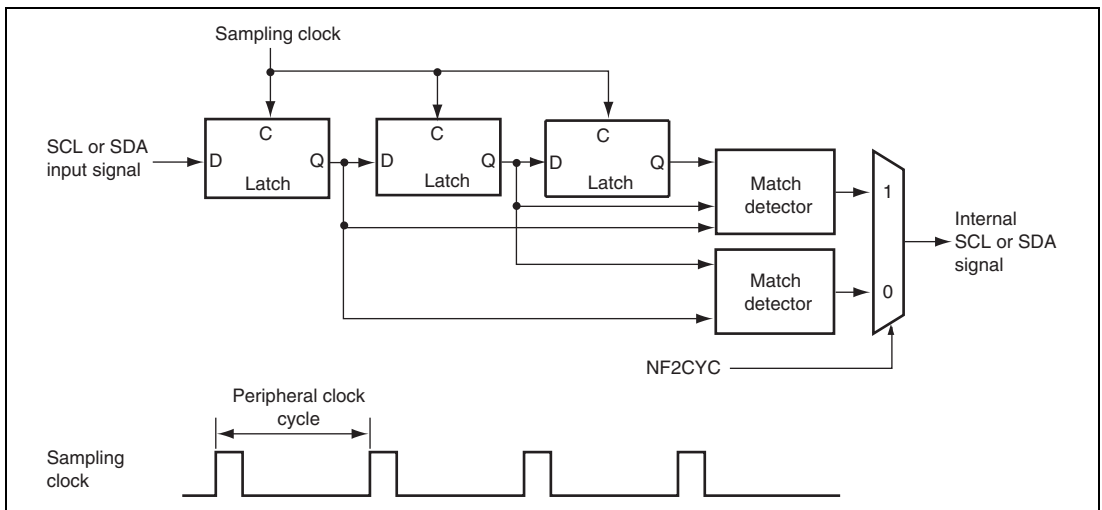 Sampling clock
SCL or SDA
input signal
D
C
Q
Latch
D
C
Q
Latch
D
C
Q
Latch
Match
detector
Match
detector
1
0
Internal
SCL or SDA
signal
NF2CYC
Peripheral clock
cycle
Sampling
clock